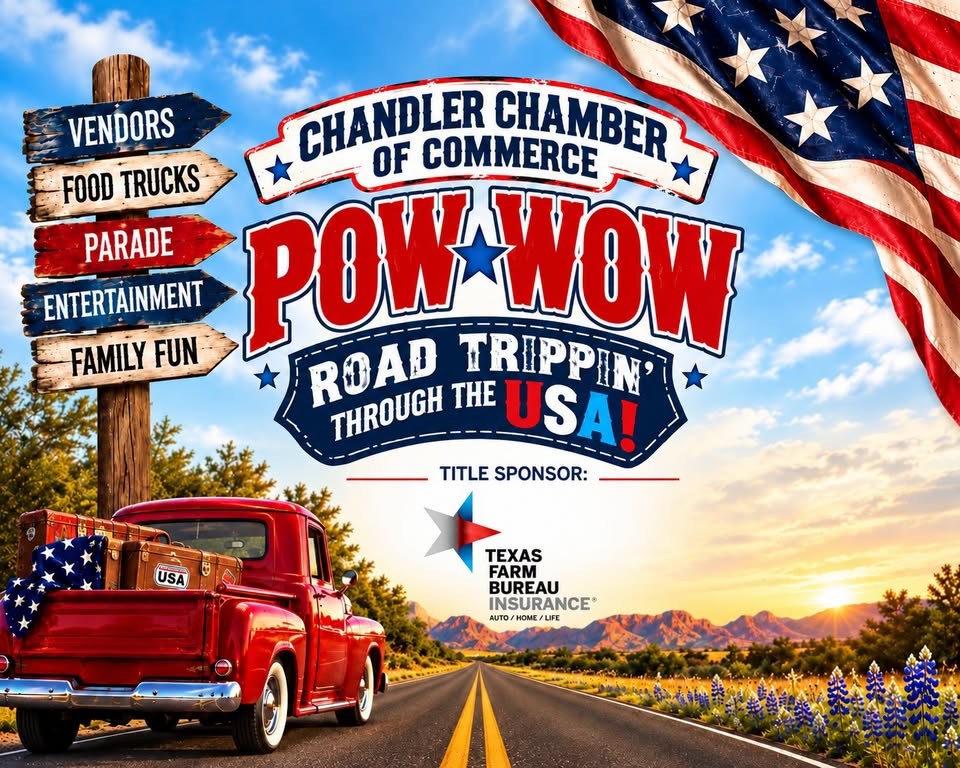 VENDORS
FOOD TRUCKS
PARADE
ENTERTAINMENT
FAMILY FUN
CHANDLER CHAMBER
OF COMMERCE
POW WOW
ROAD TRIPPIN'
THROUGH THE USA!
TITLE SPONSOR:
TEXAS
FARM
BUREAU
INSURANCE®
AUTO / HOME / LIFE
USA